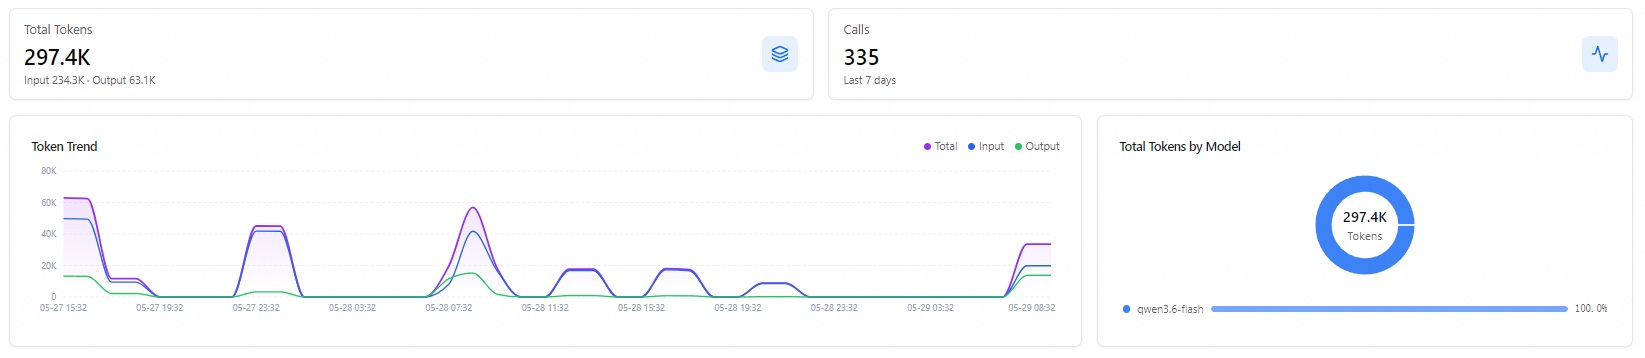 Total Tokens
297.4K
Input 234.3K · Output 63.1K
Calls
335
Last 7 days
Token Trend
Total Input Output
80K
60K
40K
20K
0
05-27 15:32 05-27 19:32 05-27 23:32 05-28 03:32 05-28 07:32 05-28 11:32 05-28 15:32 05-28 19:32 05-28 23:32 05-29 03:32 05-29 08:32
Total Tokens by Model
297.4K
Tokens
qwen3.6-flash 100. 0%